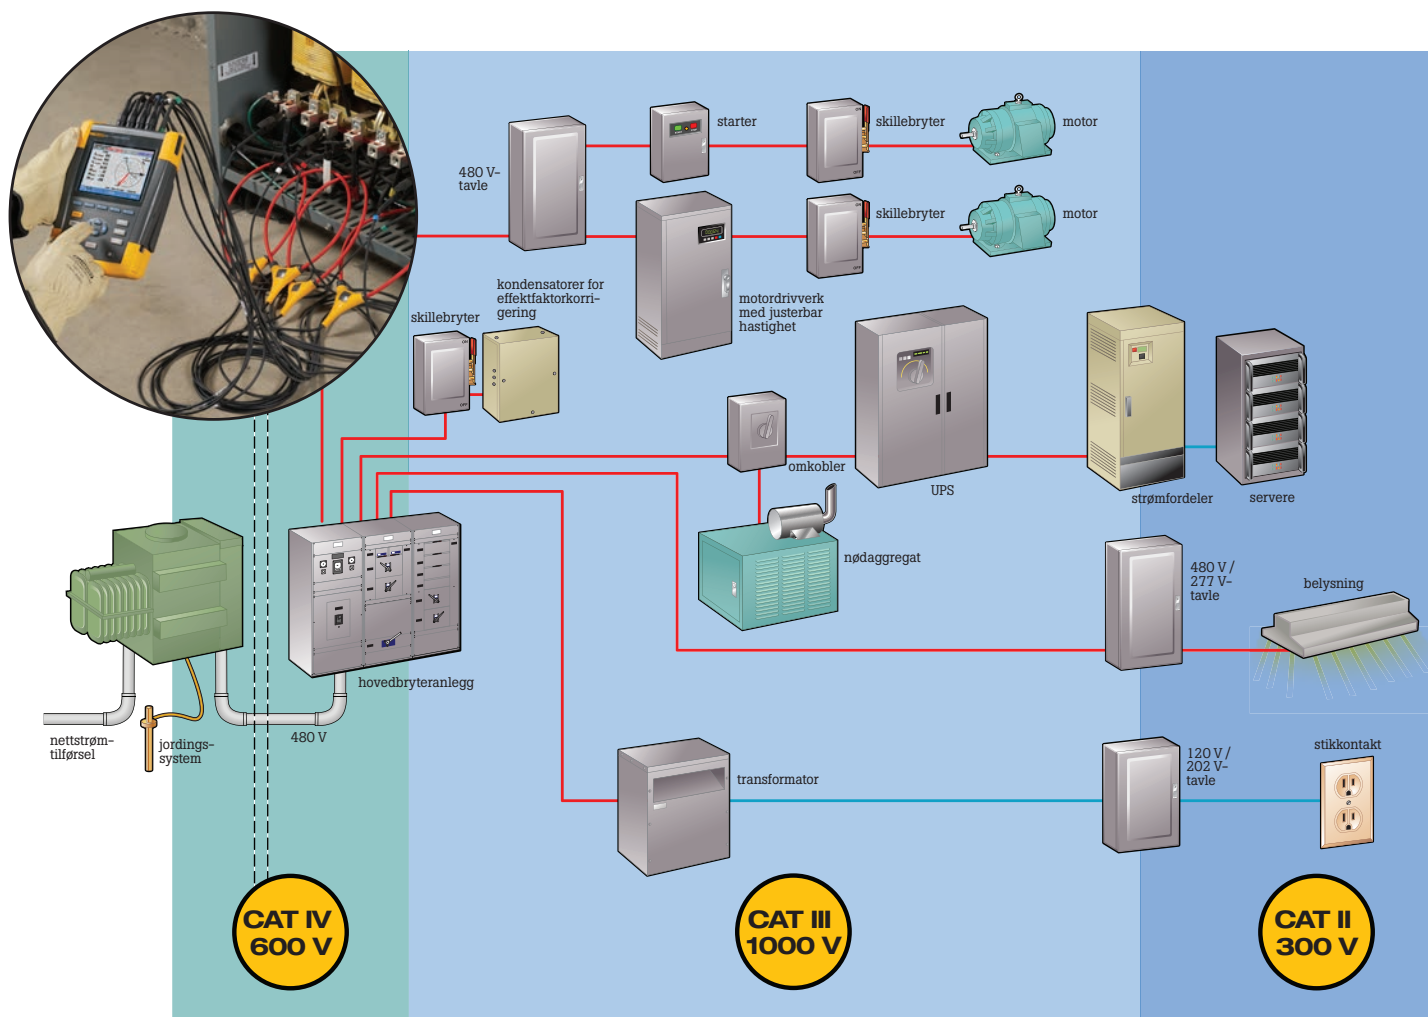 starter
skillebryter
motor
480 V-
tavle
skillebryter
motor
kondensatorer for
effektfaktorkorri-
gering
motordrivverk
med justerbar
hastighet
skillebryter
omkobler
UPS
strømfordeler
servere
nødaggregat
480 V /
277 V-
tavle
belysning
hovedbryteranlegg
nettstrøm-
tilførsel
jordings-
system
480 V
transformator
120 V /
202 V-
tavle
stikkontakt
CAT IV
600 V
CAT III
1000 V
CAT II
300 V